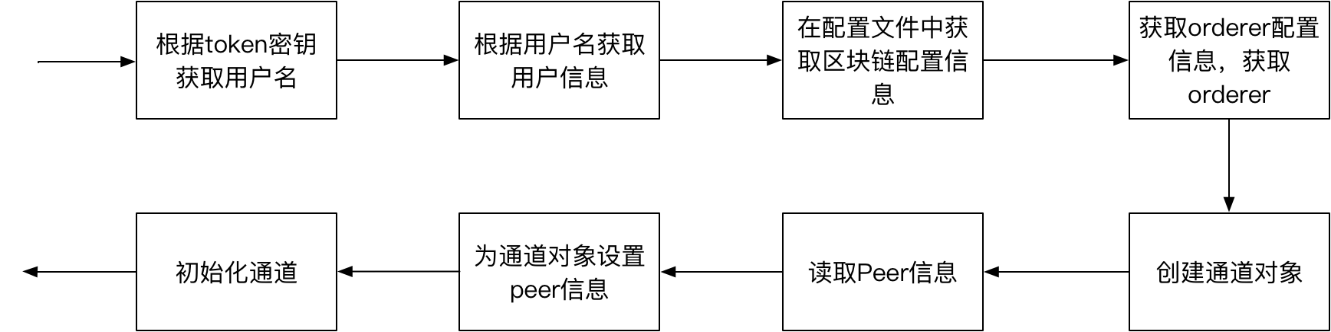 根据token密钥
获取用户名
根据用户名获取
用户信息
在配置文件中获
取区块链配置信
息
获取orderer配置
信息，获取
orderer
初始化通道
为通道对象设置
peer信息
读取Peer信息
创建通道对象